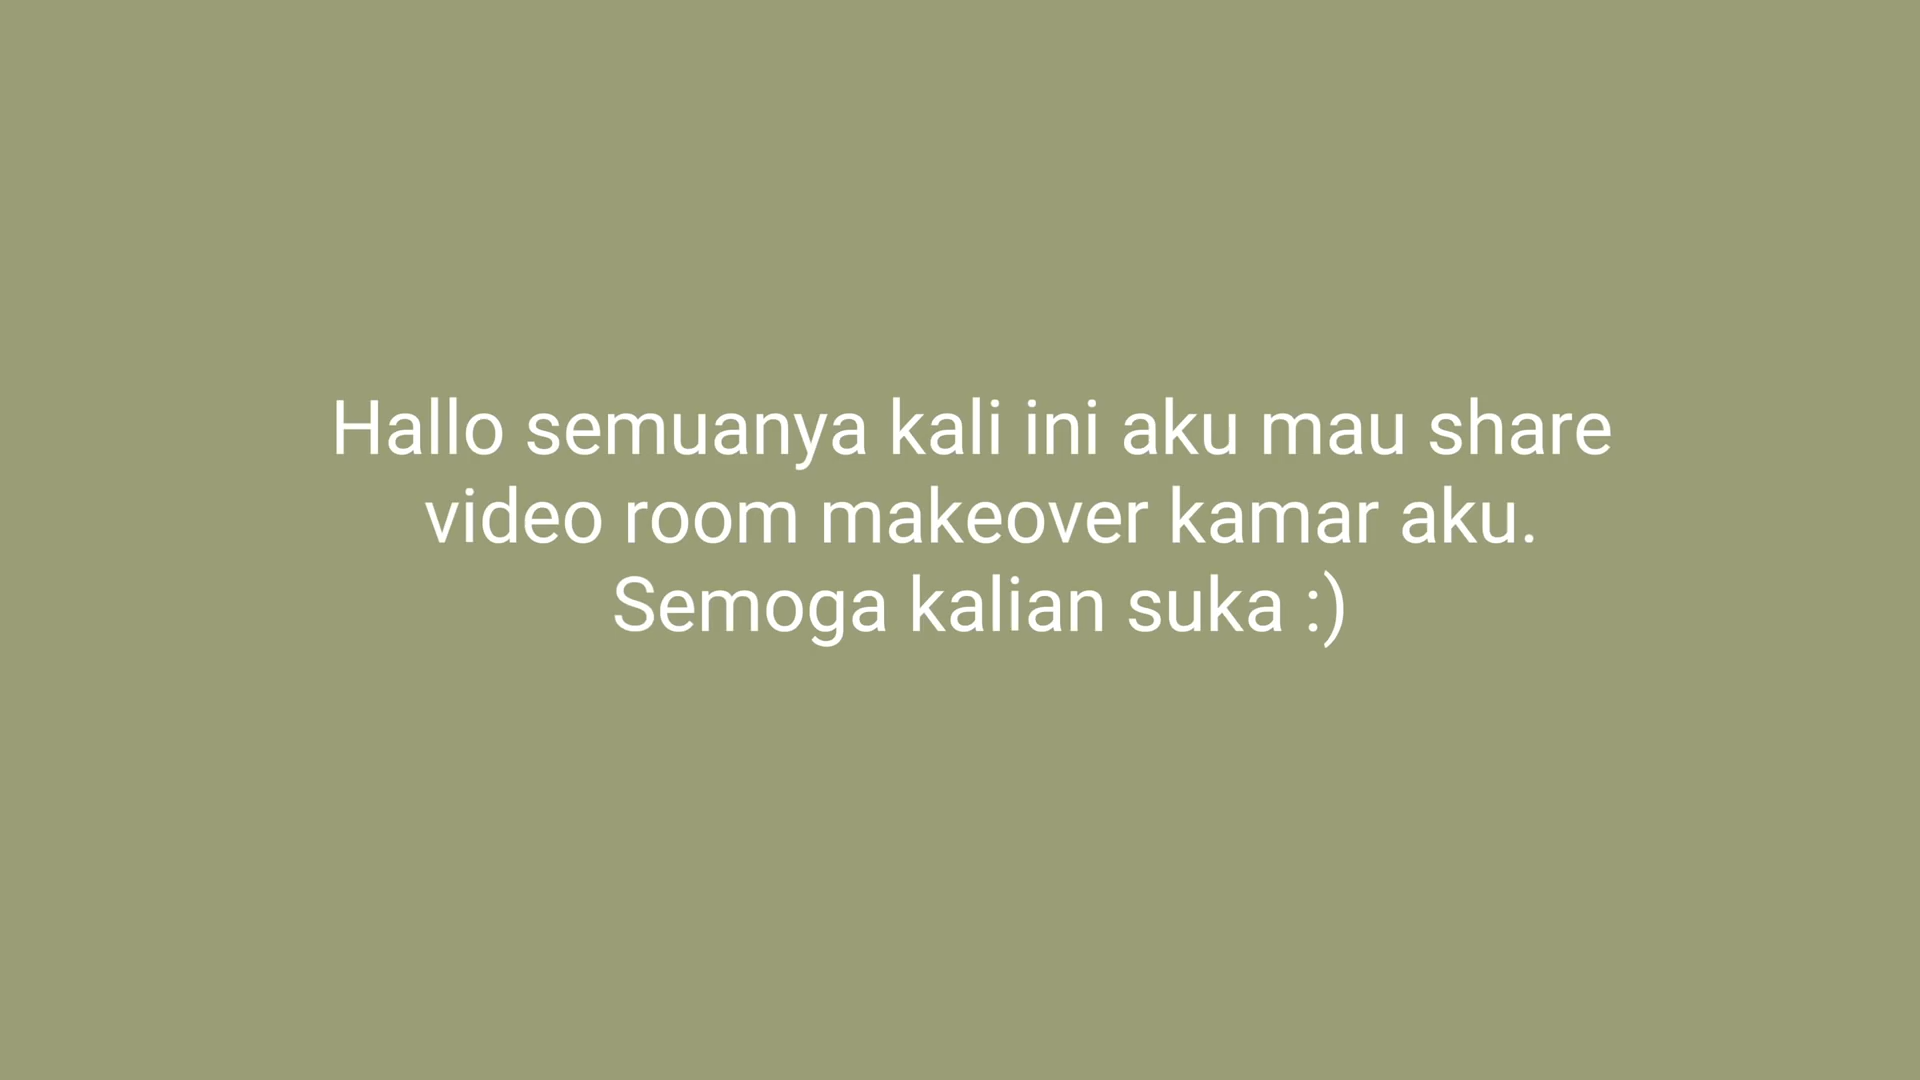 Hallo semuanya kali ini aku mau share
video room makeover kamar aku.
Semoga kalian suka :)